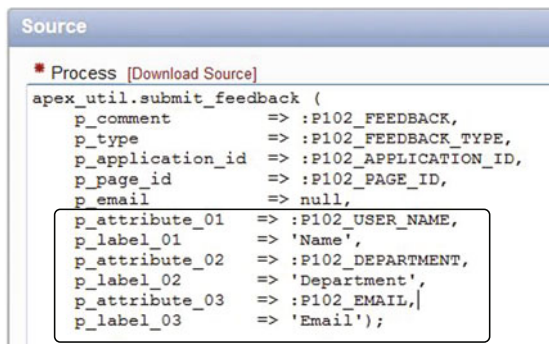 Source
* Process [Download Source]
apex_util.submit_feedback (
    p_comment         => :P102_FEEDBACK,
    p_type            => :P102_FEEDBACK_TYPE,
    p_application_id  => :P102_APPLICATION_ID,
    p_page_id         => :P102_PAGE_ID,
    p_email           => null,
    p_attribute_01   => :P102_USER_NAME,
    p_label_01       => 'Name',
    p_attribute_02   => :P102_DEPARTMENT,
    p_label_02       => 'Department',
    p_attribute_03   => :P102_EMAIL,
    p_label_03       => 'Email');